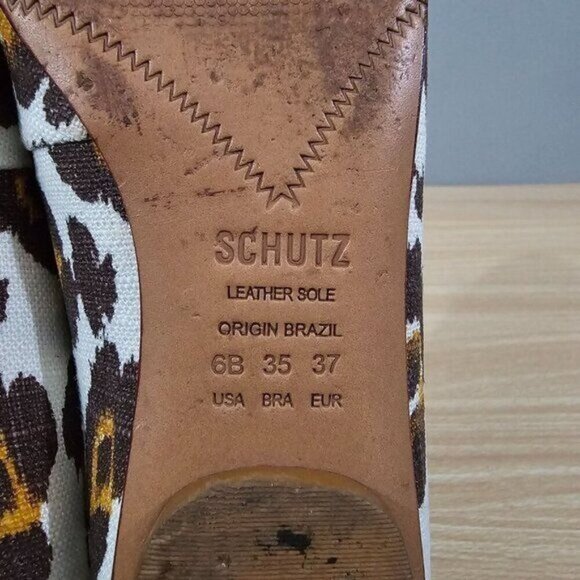 SCHUTZ
LEATHER SOLE
ORIGIN BRAZIL
6B 35 37
USA BRA EUR